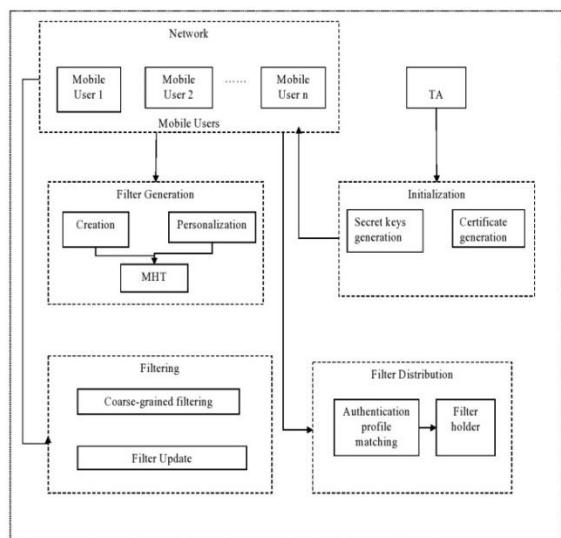 Network
Mobile
User 1
Mobile
User 2
......
Mobile
User n
Mobile Users
TA
Filter Generation
Creation
Personalization
MHT
Initialization
Secret keys
generation
Certificate
generation
Filtering
Coarse-grained filtering
Filter Update
Filter Distribution
Authentication
profile
matching
Filter
holder